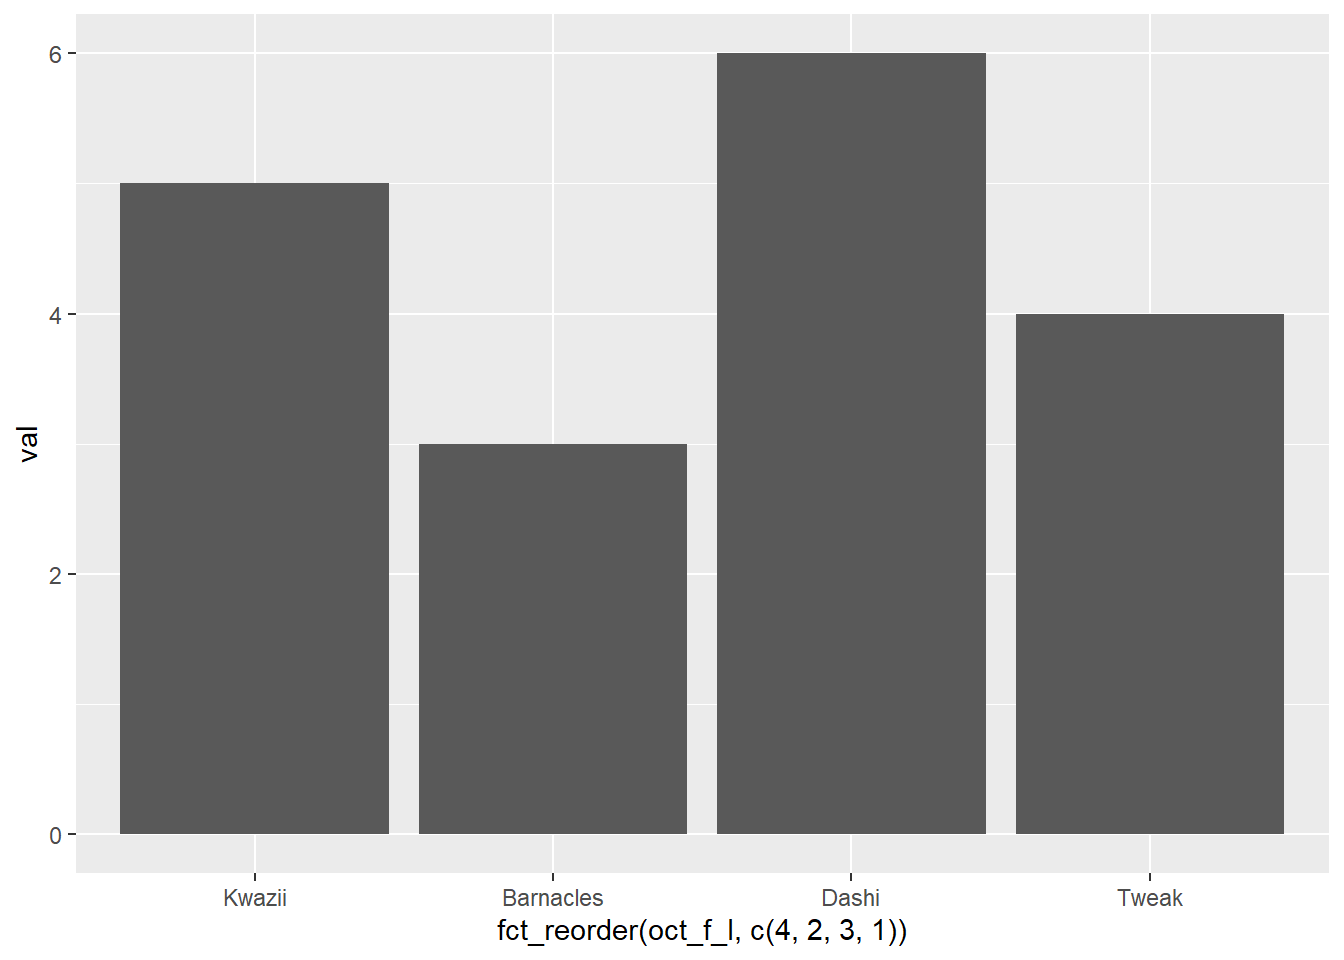 6
4
2
0
val
Kwazii
Barnacles
Dashi
Tweak
fct_reorder(oct_f_l, c(4, 2, 3, 1))